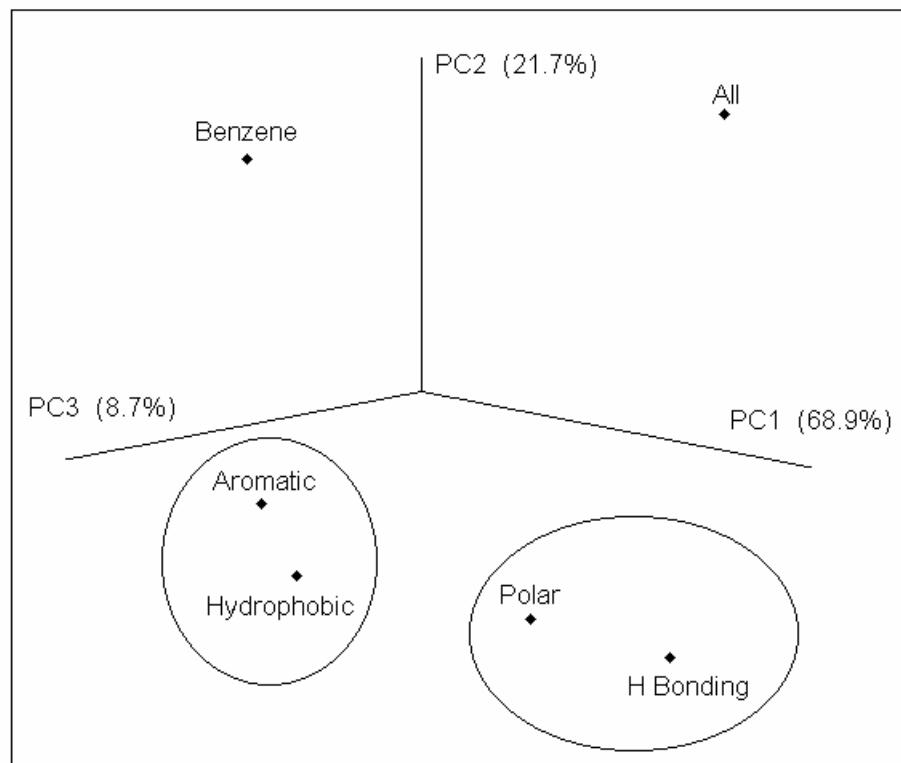 PC2 (21.7%)
All
Benzene
PC3 (8.7%)
PC1 (68.9%)
Aromatic
Hydrophobic
Polar
H Bonding